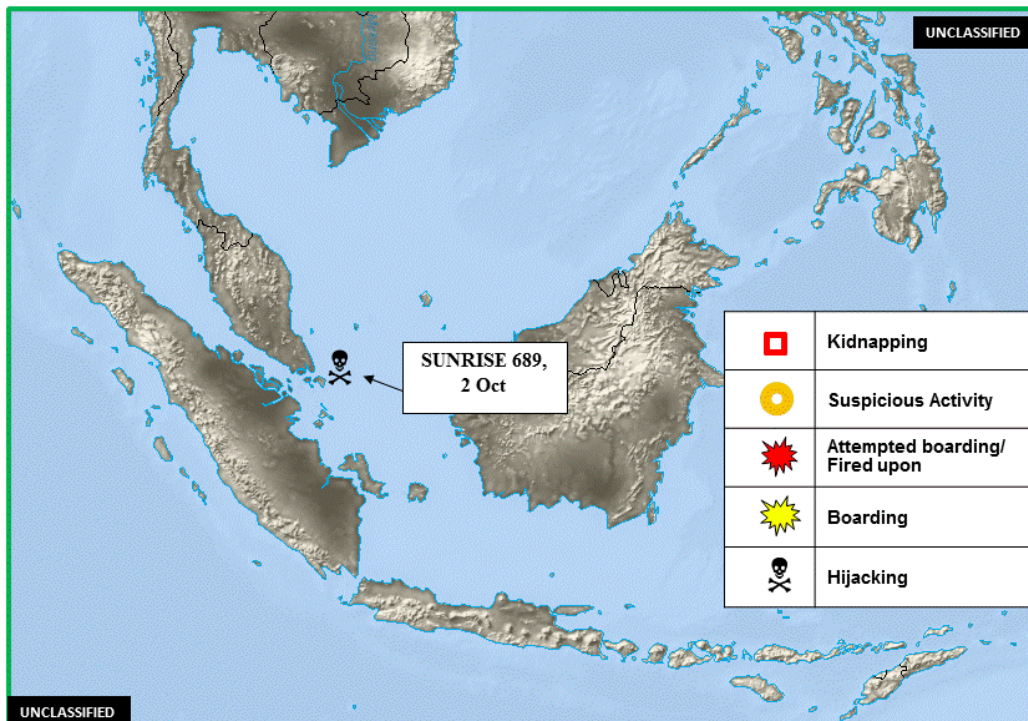 UNCLASSIFIED
SUNRISE 689,
2 Oct
Kidnapping
Suspicious Activity
Attempted boarding/
Fired upon
Boarding
Hijacking
UNCLASSIFIED